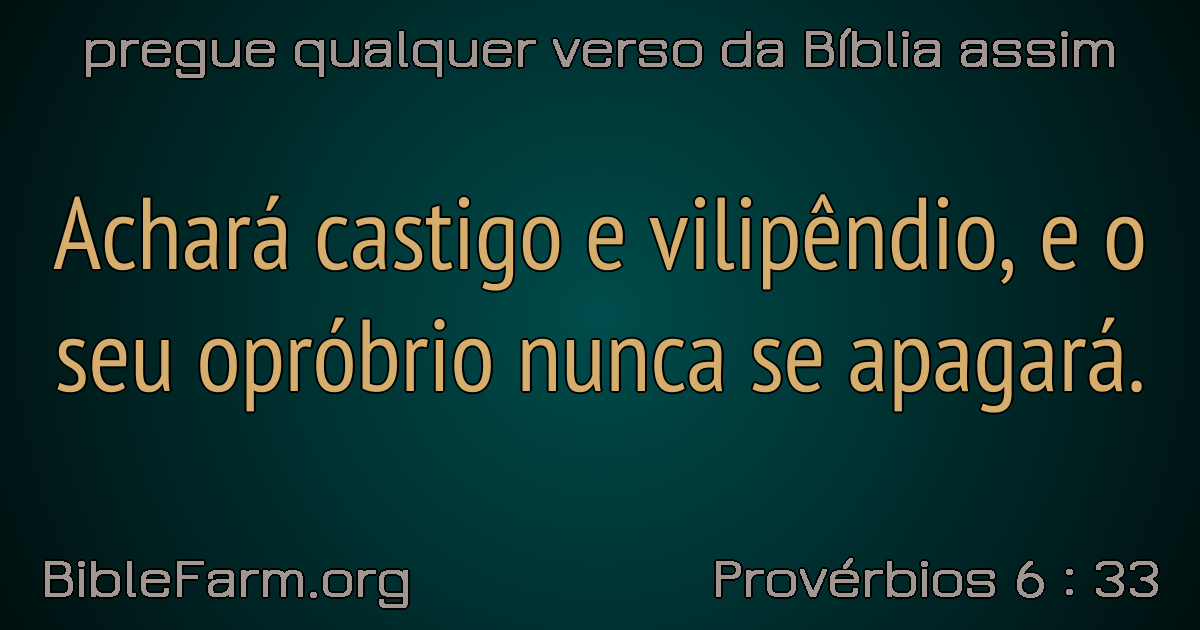 pregue qualquer verso da Bíblia assim
Achará castigo e vilipêndio, e o
seu opróbrio nunca se apagará.
BibleFarm.org
Provérbios 6 : 33